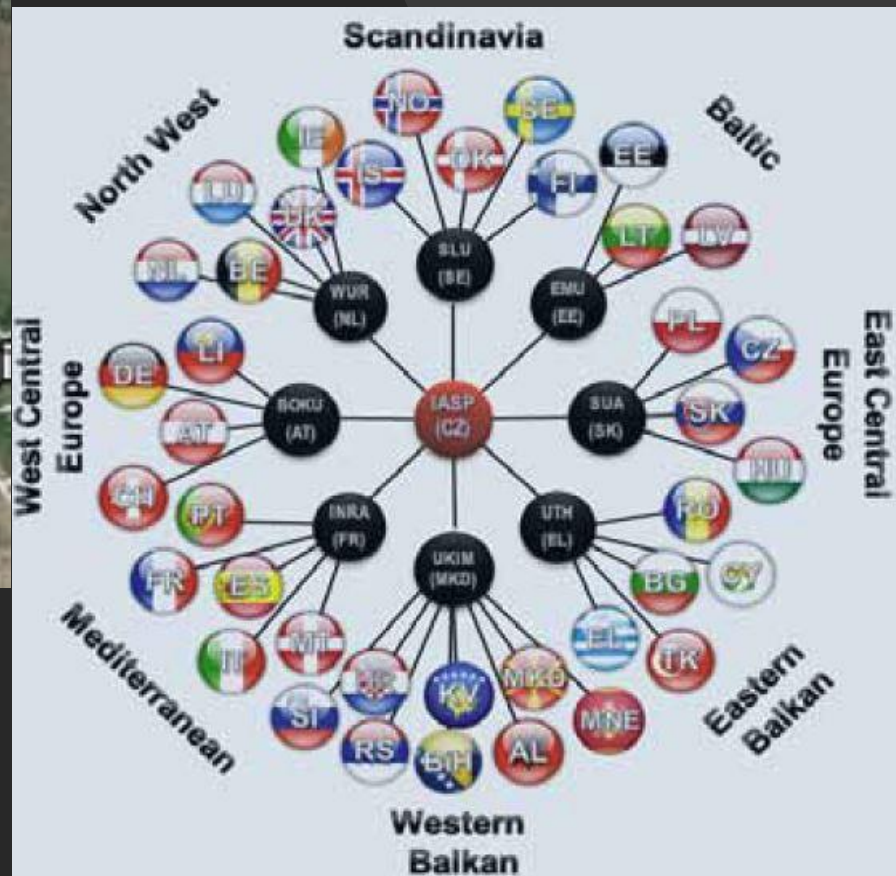 Scandinavia
North West
Baltic
NO
SE
IE
IS
DK
FI
EE
LU
UK
LT
LV
NL
BE
SLU
(SE)
WUR
(NL)
EMU
(EE)
PL
CZ
SK
HU
East Central
Europe
West Central
Europe
LI
DE
AT
CH
BOKU
(AT)
IASP
(CZ)
SUA
(SK)
INRA
(FR)
UKIM
(MKD)
UTH
(EL)
PT
FR
ES
IT
MT
RO
CY
BG
EL
TK
Mediterranean
Eastern
Balkan
HR
SI
RS
KV
BIH
MKD
AL
MNE
Western
Balkan